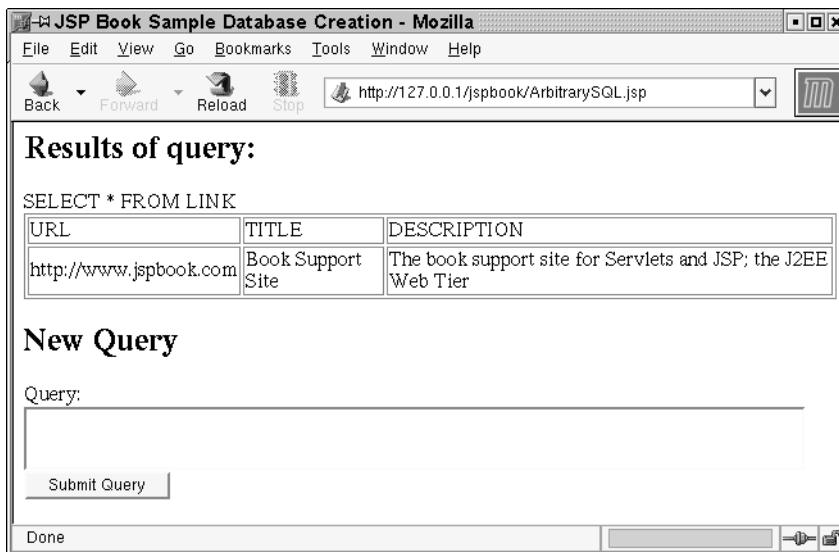 JSP Book Sample Database Creation - Mozilla
File Edit View Go Bookmarks Tools Window Help
Back Forward Reload Stop http://127.0.0.1/jspbook/ArbitrarySQL.jsp
Results of query:
SELECT * FROM LINK
URL TITLE DESCRIPTION
http://www.jspbook.com Book Support Site The book support site for Servlets and JSP; the J2EE Web Tier
New Query
Query:
Submit Query
Done